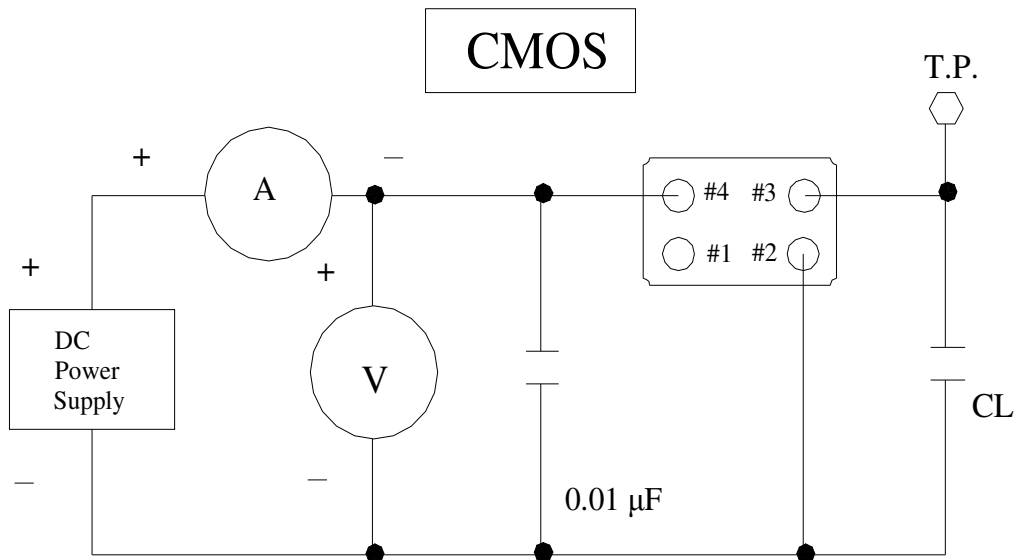 CMOS
T.P.
+
A
−
#4 #3
#1 #2
+
+
DC
Power
Supply
V
CL
−
−
0.01 µF